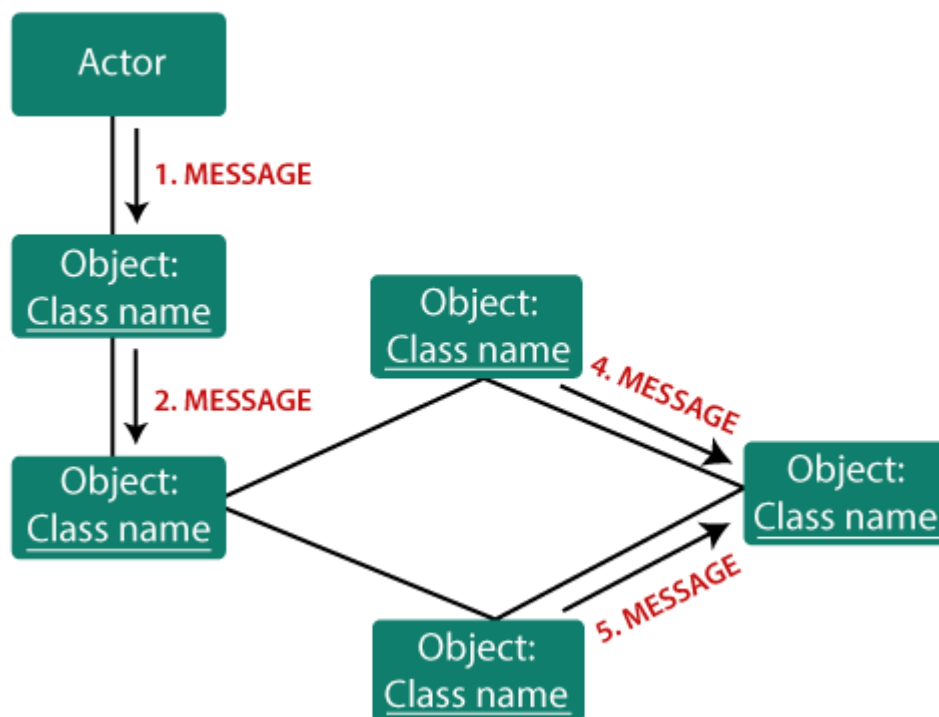 Actor
1. MESSAGE
Object:
Class name
2. MESSAGE
Object:
Class name
Object:
Class name
4. MESSAGE
Object:
Class name
5. MESSAGE
Object:
Class name